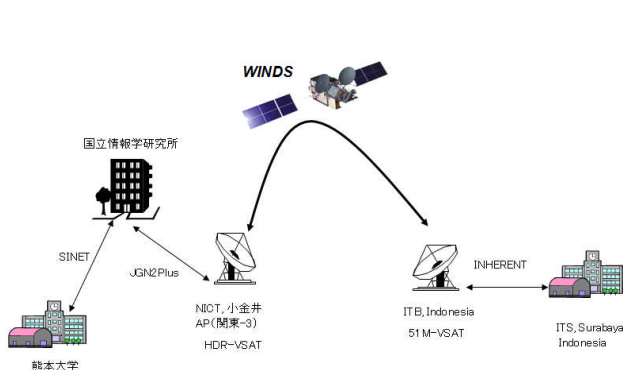 WINDS
国立情報学研究所
SINET
JGN2Plus
INHERENT
NICT, 小金井
AP(関東-3)
HDR-VSAT
ITB, Indonesia
51M-VSAT
ITS, Surabaya
Indonesia
熊本大学